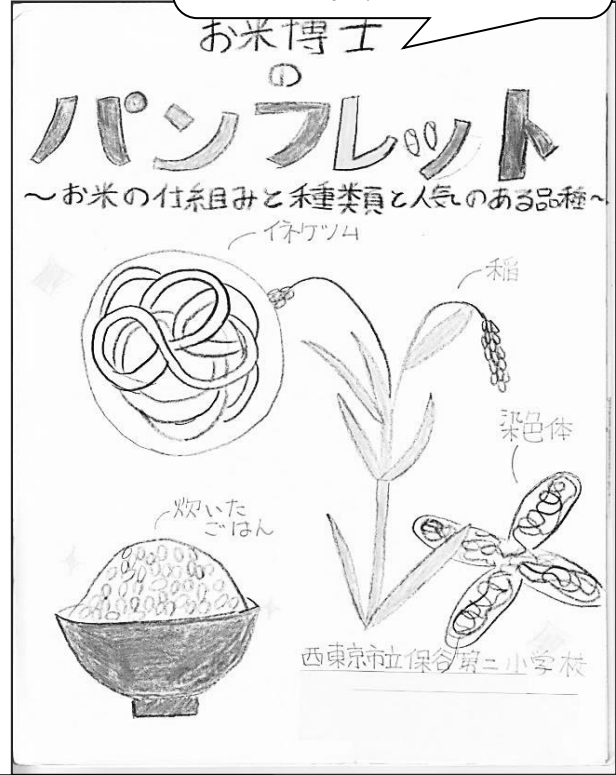 お米博士
の
パンフレット
~お米の仕組みと種類と人気のある品種~
イネゲノム
稲
染色体
炊いた
ごはん
西東京市立保谷第二小学校